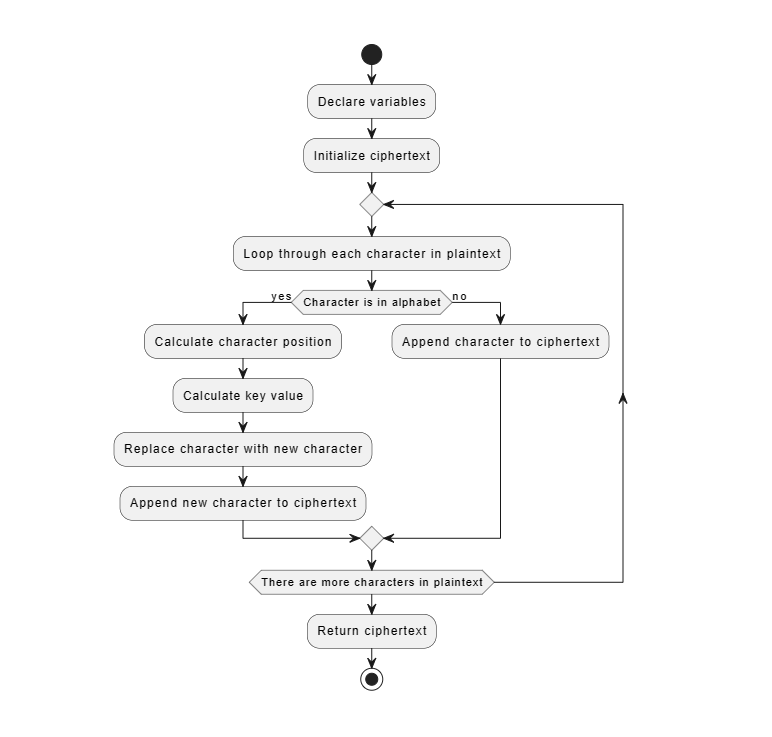 Declare variables
Initialize ciphertext
Loop through each character in plaintext
yes
Character is in alphabet
no
Calculate character position
Append character to ciphertext
Calculate key value
Replace character with new character
Append new character to ciphertext
There are more characters in plaintext
Return ciphertext